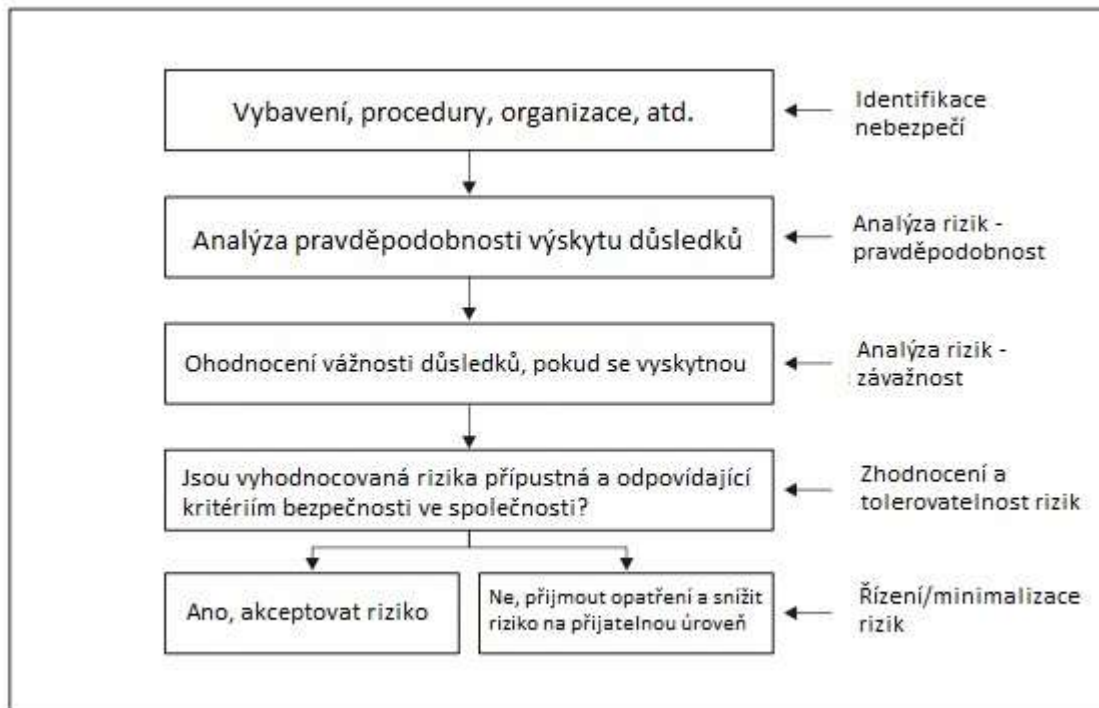 Vybavení, procedury, organizace, atd.
Identifikace
nebezpečí
Analýza pravděpodobnosti výskytu důsledků
Analýza rizik -
pravděpodobnost
Ohodnocení vážnosti důsledků, pokud se vyskytnou
Analýza rizik -
závažnost
Jsou vyhodnocovaná rizika přípustná a odpovídající
kritériím bezpečnosti ve společnosti?
Zhodnocení a
tolerovatelnost rizik
Ano, akceptovat riziko
Ne, přijmout opatření a snížit
riziko na přijatelnou úroveň
Řízení/minimalizace
rizik